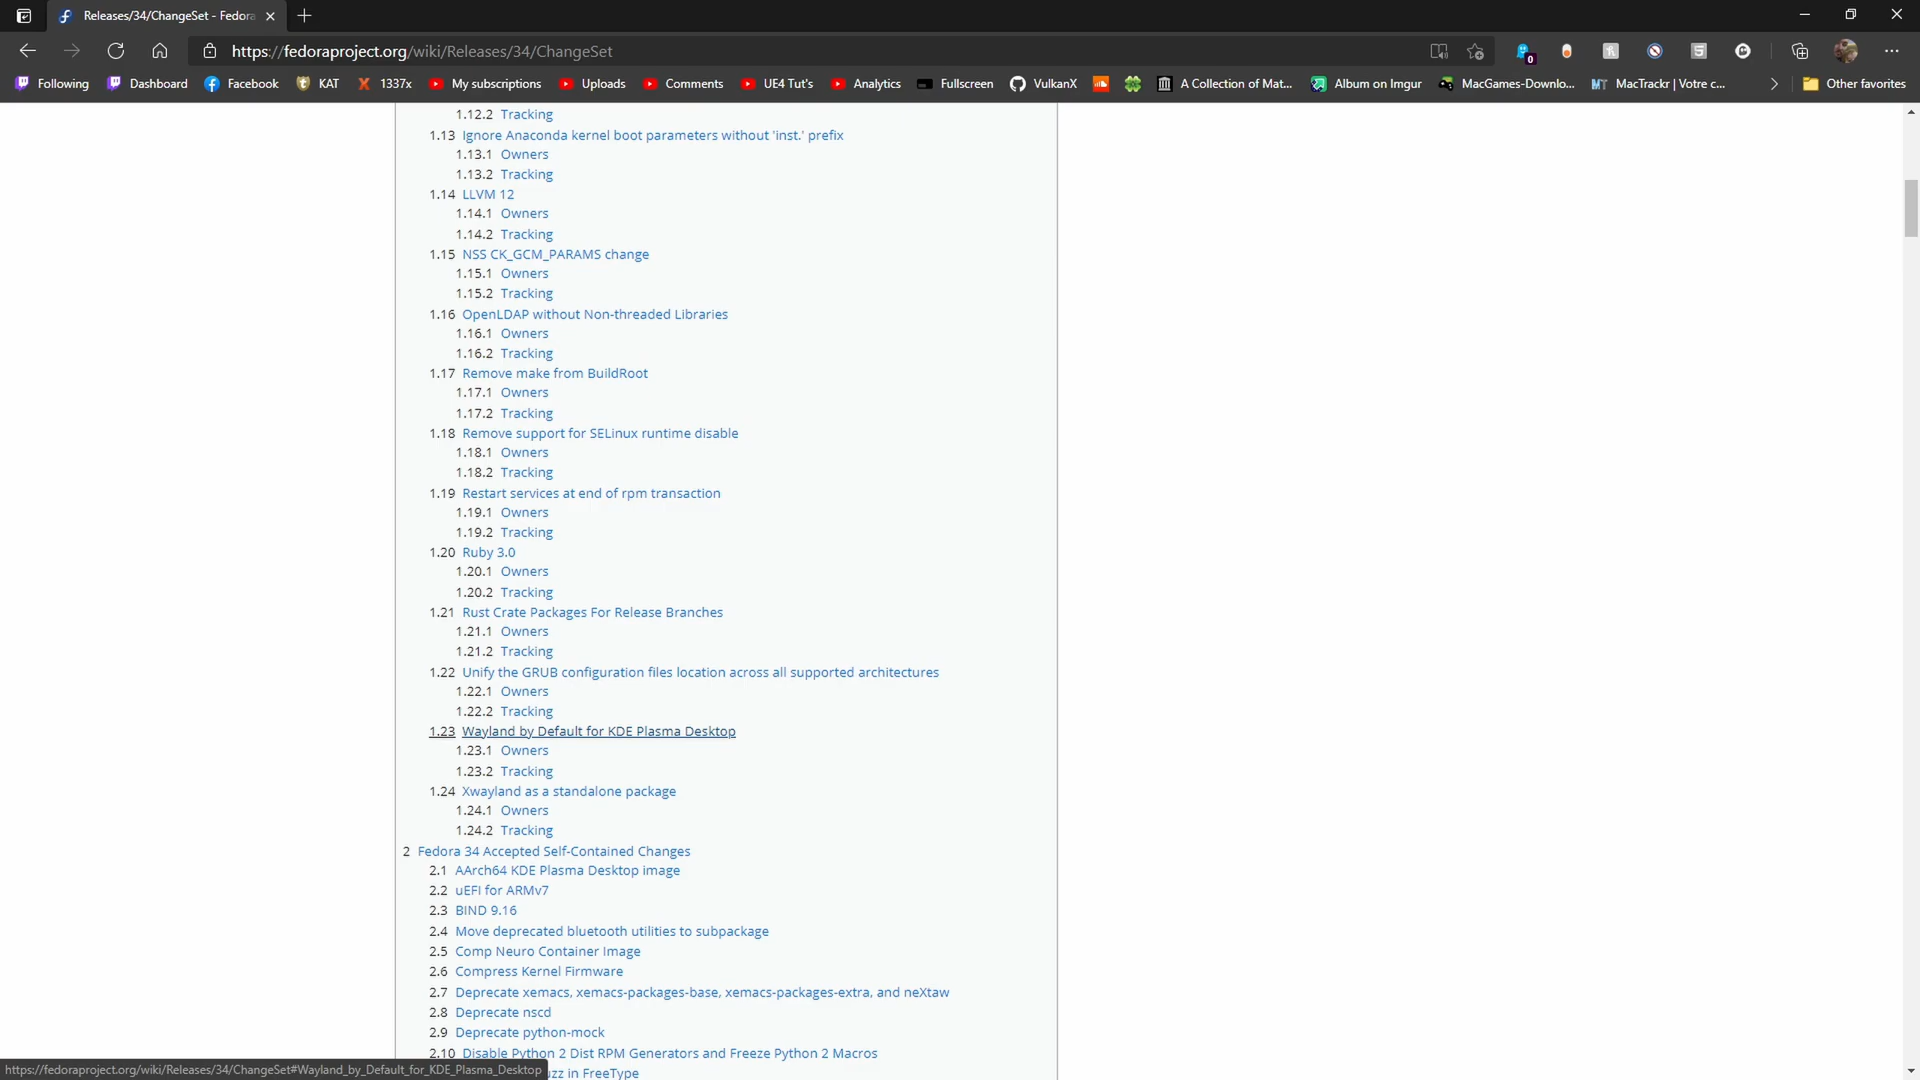 Releases/34/ChangeSet - Fedora
https://fedoraproject.org/wiki/Releases/34/ChangeSet
0
Following
Dashboard
Facebook
KAT
1337x
My subscriptions
Uploads
Comments
UE4 Tut's
Analytics
Fullscreen
VulkanX
A Collection of Mat...
Album on Imgur
MacGames-Downlo...
MacTrackr | Votre c...
Other favorites
1.12.2 Tracking
1.13 Ignore Anaconda kernel boot parameters without 'inst.' prefix
1.13.1 Owners
1.13.2 Tracking
1.14 LLVM 12
1.14.1 Owners
1.14.2 Tracking
1.15 NSS CK_GCM_PARAMS change
1.15.1 Owners
1.15.2 Tracking
1.16 OpenLDAP without Non-threaded Libraries
1.16.1 Owners
1.16.2 Tracking
1.17 Remove make from BuildRoot
1.17.1 Owners
1.17.2 Tracking
1.18 Remove support for SELinux runtime disable
1.18.1 Owners
1.18.2 Tracking
1.19 Restart services at end of rpm transaction
1.19.1 Owners
1.19.2 Tracking
1.20 Ruby 3.0
1.20.1 Owners
1.20.2 Tracking
1.21 Rust Crate Packages For Release Branches
1.21.1 Owners
1.21.2 Tracking
1.22 Unify the GRUB configuration files location across all supported architectures
1.22.1 Owners
1.22.2 Tracking
1.23 Wayland by Default for KDE Plasma Desktop
1.23.1 Owners
1.23.2 Tracking
1.24 Xwayland as a standalone package
1.24.1 Owners
1.24.2 Tracking
2 Fedora 34 Accepted Self-Contained Changes
2.1 AArch64 KDE Plasma Desktop image
2.2 uEFI for ARMv7
2.3 BIND 9.16
2.4 Move deprecated bluetooth utilities to subpackage
2.5 Comp Neuro Container Image
2.6 Compress Kernel Firmware
2.7 Deprecate xemacs, xemacs-packages-base, xemacs-packages-extra, and neXtaw
2.8 Deprecate nscd
2.9 Deprecate python-mock
2.10 Disable Python 2 Dist RPM Generators and Freeze Python 2 Macros
https://fedoraproject.org/wiki/Releases/34/ChangeSet#Wayland_by_Default_for_KDE_Plasma_Desktop
in FreeType